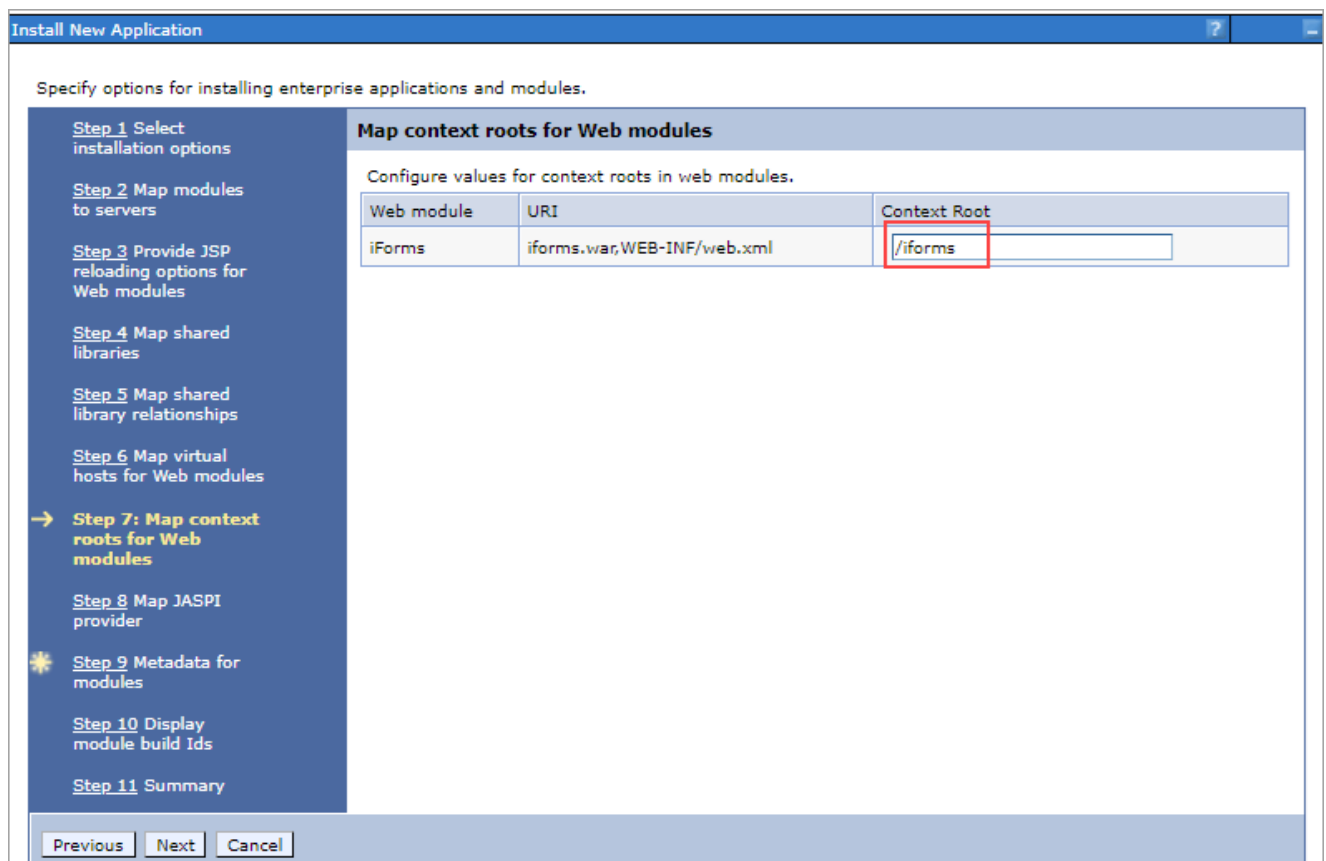 Install New Application
?
Specify options for installing enterprise applications and modules.
Step 1 Select
installation options
Step 2 Map modules
to servers
Step 3 Provide JSP
reloading options for
Web modules
Step 4 Map shared
libraries
Step 5 Map shared
library relationships
Step 6 Map virtual
hosts for Web modules
Step 7: Map context
roots for Web
modules
Step 8 Map JASPI
provider
Step 9 Metadata for
modules
Step 10 Display
module build Ids
Step 11 Summary
Map context roots for Web modules
Configure values for context roots in web modules.
Web module URI Context Root
iForms iforms.war,WEB-INF/web.xml /iforms
Previous Next Cancel